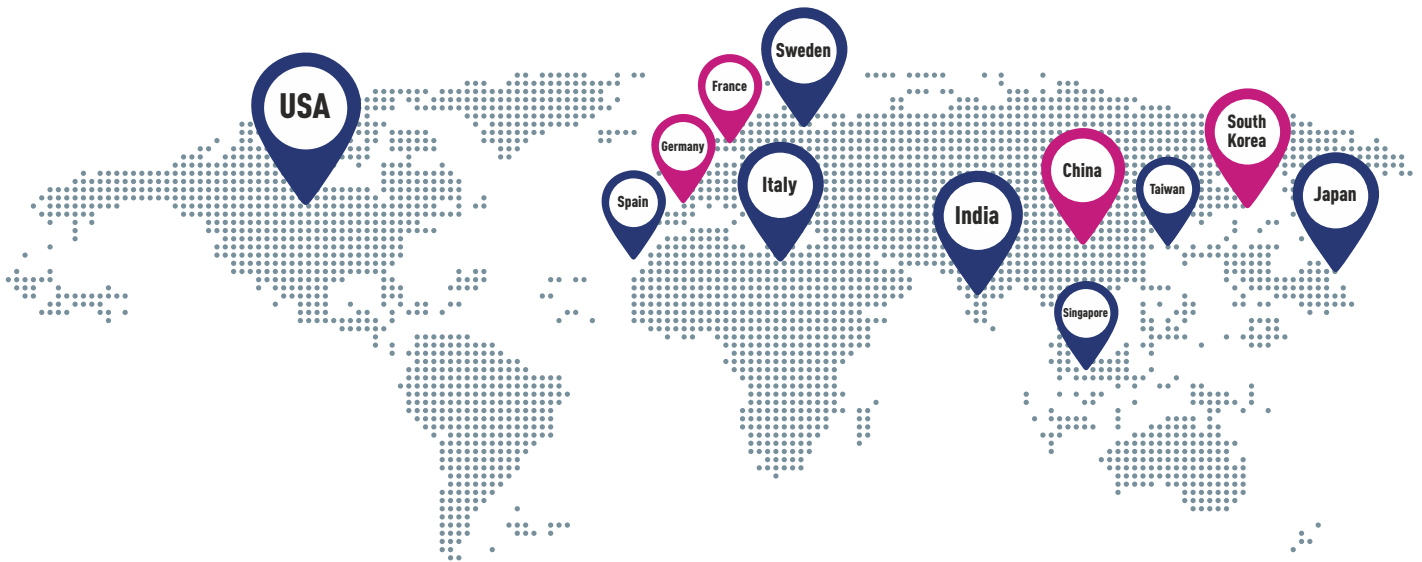 Sweden
France
USA
South
Korea
Germany
China
Italy
Taiwan
Japan
Spain
India
Singapore